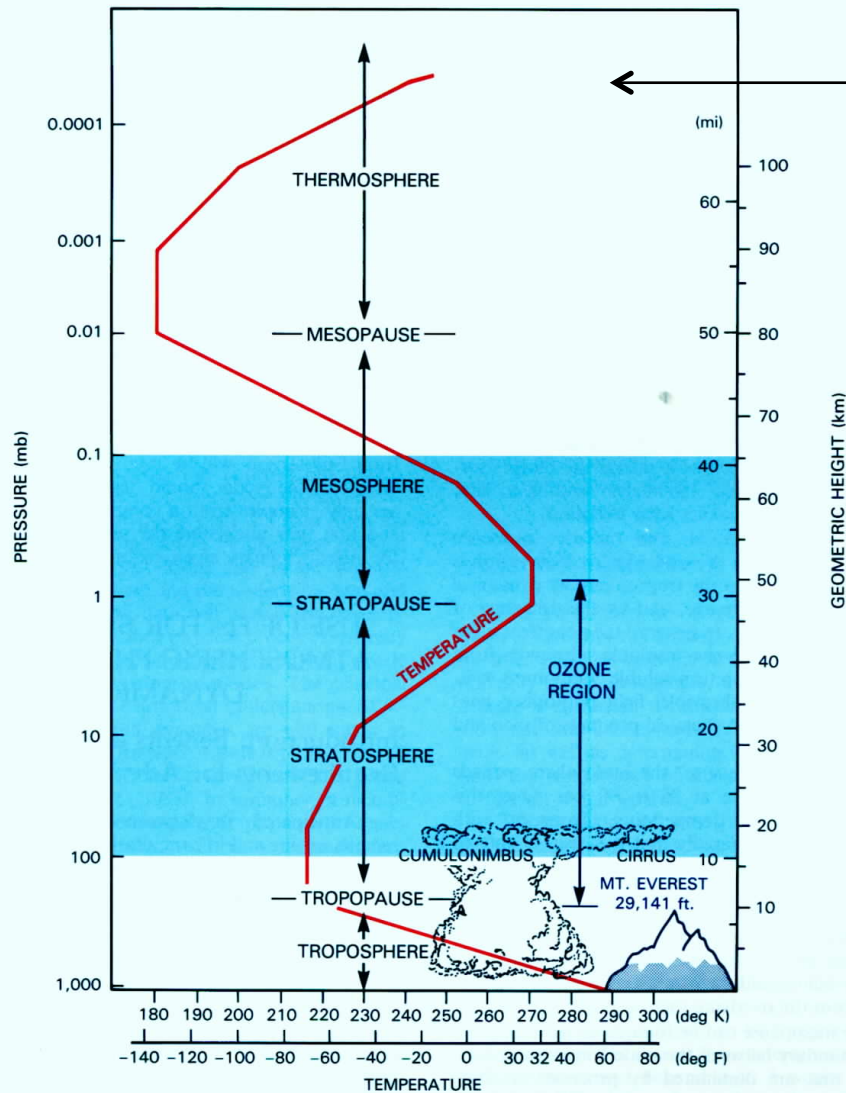 0.0001
0.001
0.01
0.1
1
10
100
1,000
PRESSURE (mb)
THERMOSPHERE
MESOPAUSE
MESOSPHERE
STRATOPAUSE
TEMPERATURE
STRATOSPHERE
TROPOPAUSE
TROPOSPHERE
OZONE
REGION
CUMULONIMBUS
CIRRUS
MT. EVEREST
29,141 ft.
(mi)
60
50
40
30
20
10
100
90
80
70
60
50
40
30
20
10
GEOMETRIC HEIGHT (km)
180 190 200 210 220 230 240 250 260 270 280 290 300 (deg K)
-140 -120 -100 -80 -60 -40 -20 0 30 32 40 60 80 (deg F)
TEMPERATURE